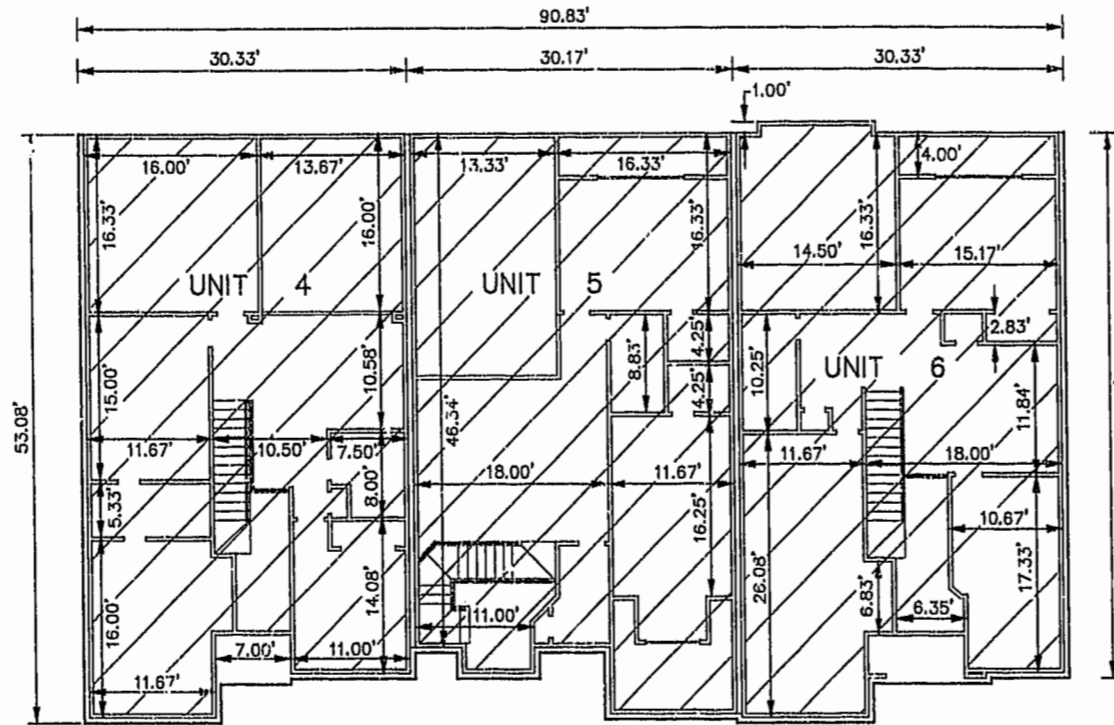 90.83'
30.33' 30.17' 30.33'
1.00'
16.00' 13.67' 13.33' 16.33' 4.00'
16.33' 16.00' 16.33' 16.33'
14.50' 15.17'
UNIT 4 UNIT 5
2.83'
15.00' 10.58' 8.83' 4.25' 10.25' UNIT 6 11.84'
4.25'
53.08' 46.34'
11.67' 10.50' 7.50' 18.00' 11.67' 11.67' 18.00'
5.33' 8.00' 16.25' 10.67'
16.00' 14.08' 26.08' 6.83' 17.33'
11.00' 6.35'
7.00' 11.00'
11.67'